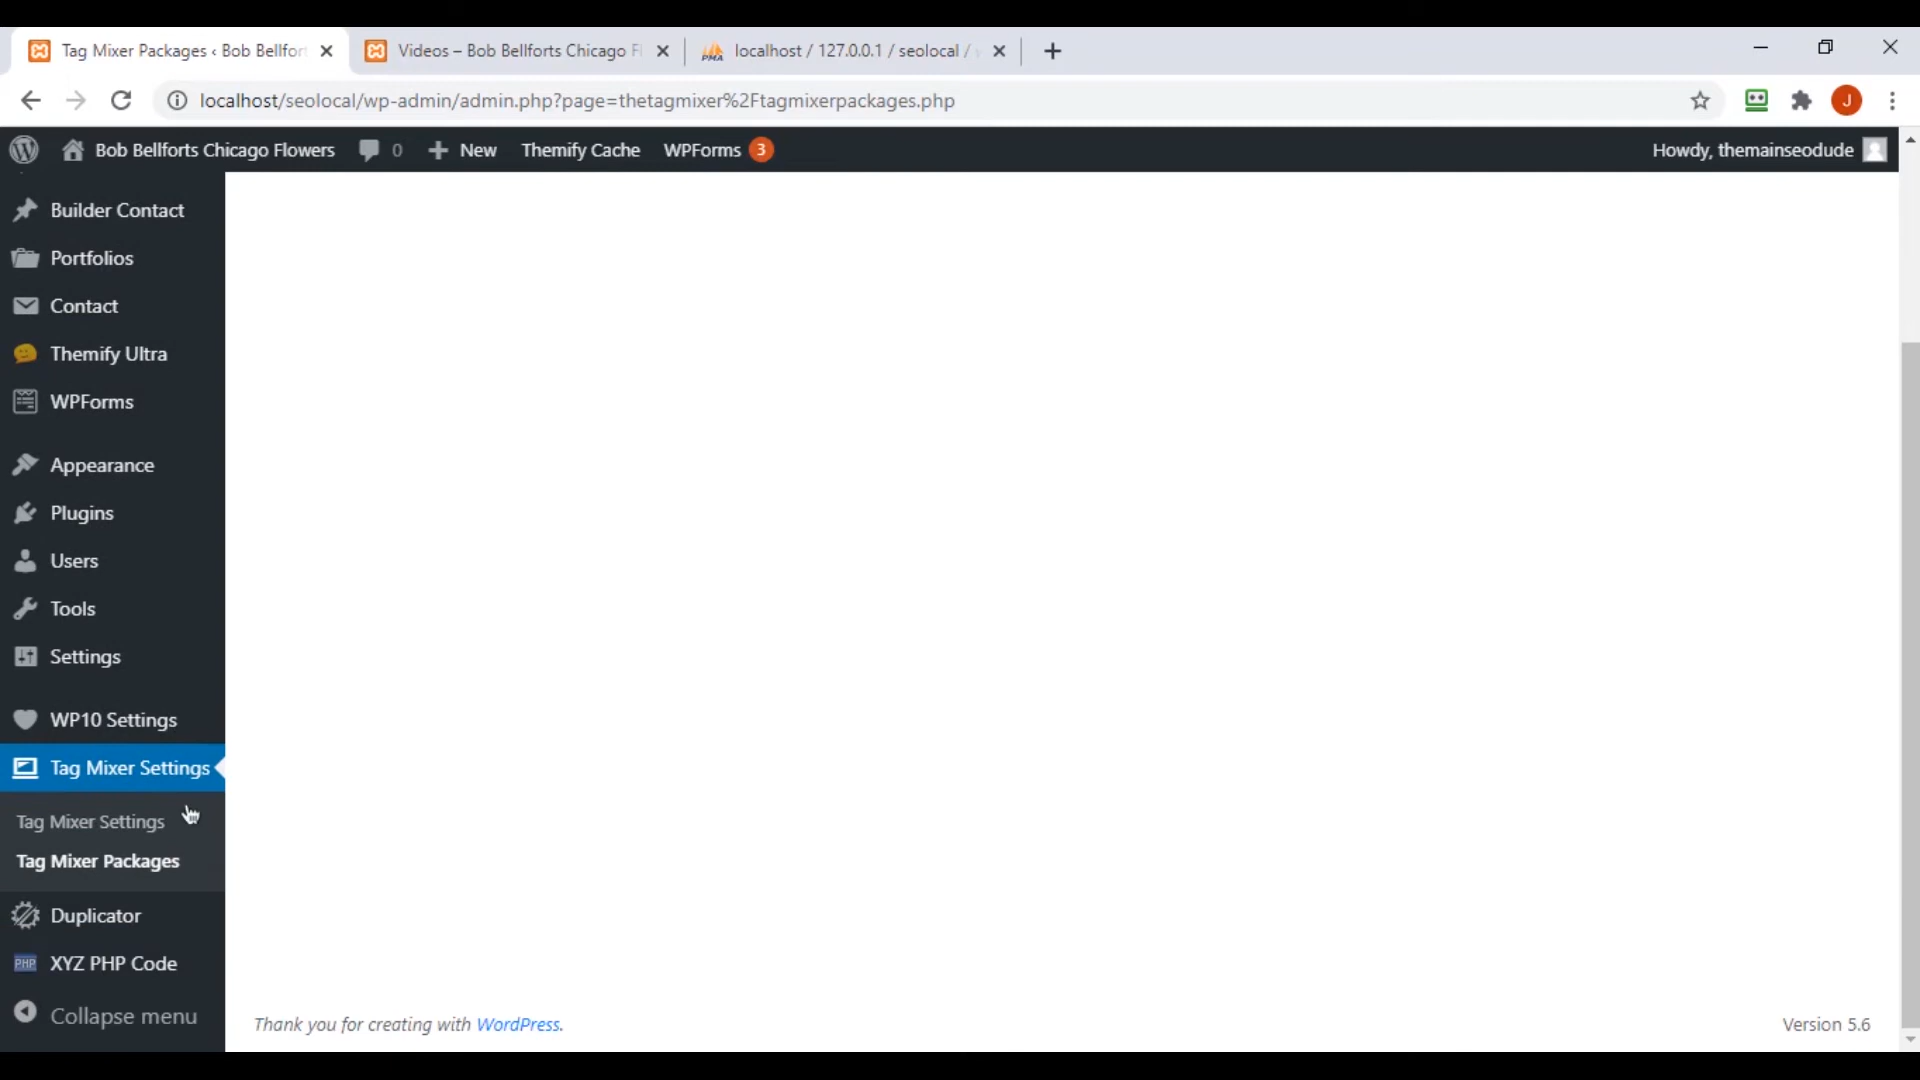 Tag Mixer Packages ‹ Bob Bellfor
Videos – Bob Bellforts Chicago F
PMA
localhost / 127.0.0.1 / seolocal /
localhost/seolocal/wp-admin/admin.php?page=thetagmixer%2Ftagmixerpackages.php
J
Bob Bellforts Chicago Flowers
0
New
Themify Cache
WPForms 3
Howdy, themainseodude
Builder Contact
Portfolios
Contact
Themify Ultra
WPForms
Appearance
Plugins
Users
Tools
Settings
WP10 Settings
Tag Mixer Settings
Tag Mixer Settings
Tag Mixer Packages
Duplicator
PHP XYZ PHP Code
Collapse menu
Thank you for creating with WordPress.
Version 5.6